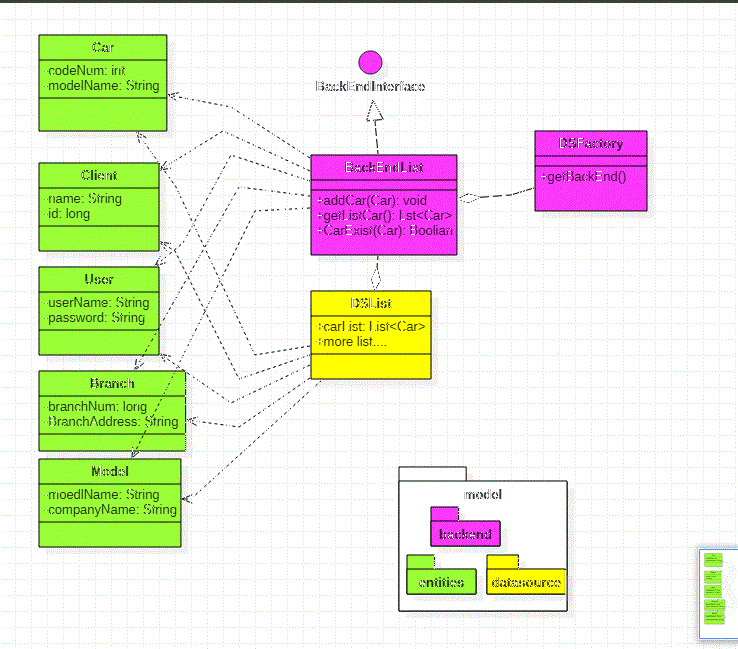 Car
-codeNum: int
-modelName: String
Client
-name: String
id: long
User
-userName: String
-password: String
Branch
-branchNum: long
-BranchAddress: String
Model
-moedlName: String
-companyName: String
BackEndInterface
BackEndList
+addCar(Car): void
+getListCar(): List<Car>
+CarExist(Car): Boolian
DSFactory
+getBackEnd()
DSList
+carList: List<Car>
+more list....
model
backend
entities
datasource